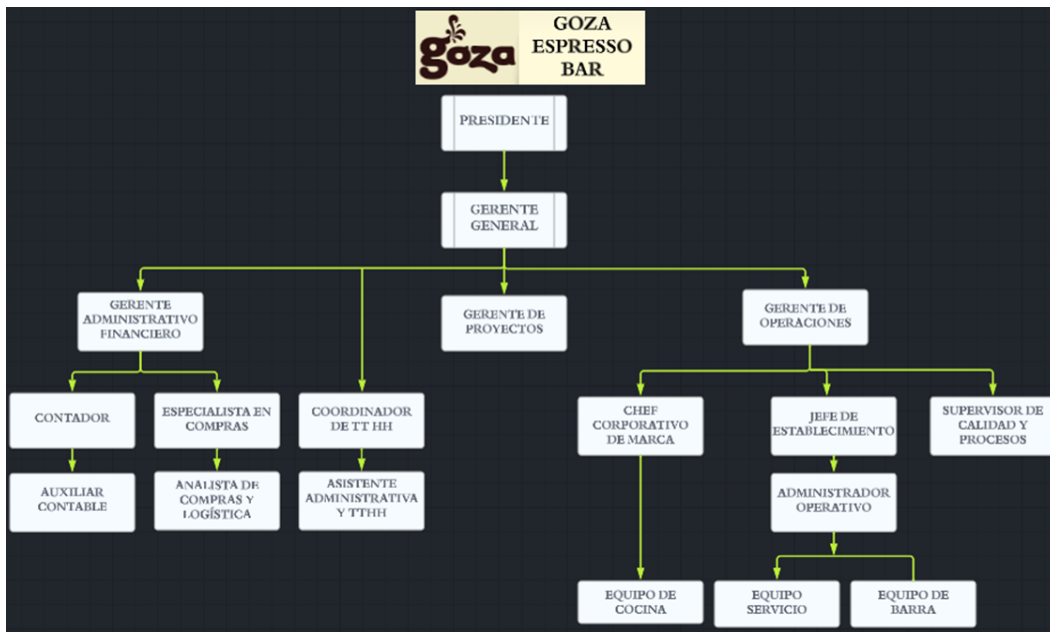 goza
GOZA
ESPRESSO
BAR
PRESIDENTE
GERENTE
GENERAL
GERENTE
ADMINISTRATIVO
FINANCIERO
GERENTE DE
PROYECTOS
GERENTE DE
OPERACIONES
CONTADOR
ESPECIALISTA EN
COMPRAS
COORDINADOR
DE TT HH
CHEF
CORPORATIVO
DE MARCA
JEFE DE
ESTABLECIMIENTO
SUPERVISOR DE
CALIDAD Y
PROCESOS
AUXILIAR
CONTABLE
ANALISTA DE
COMPRAS Y
LOGÍSTICA
ASISTENTE
ADMINISTRATIVA
Y TTHH
ADMINISTRADOR
OPERATIVO
EQUIPO DE
COCINA
EQUIPO
SERVICIO
EQUIPO DE
BARRA